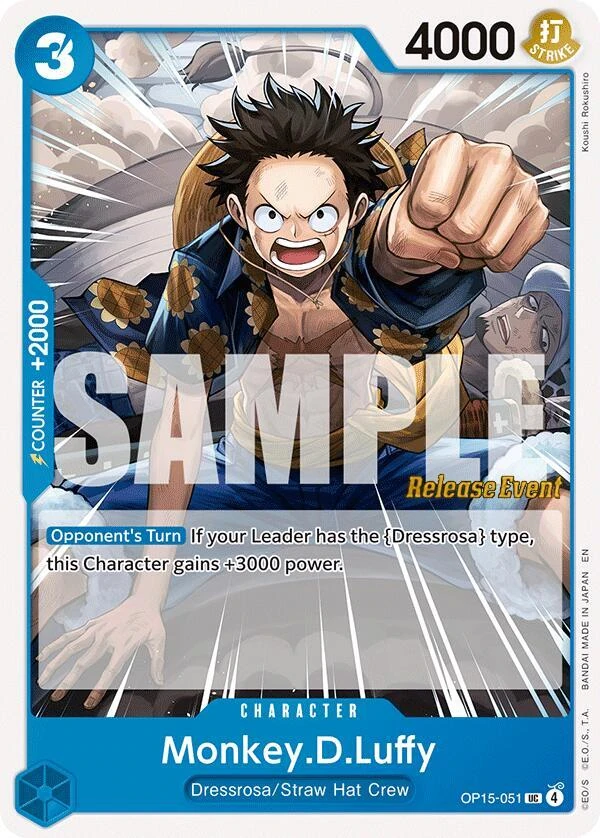 3
4000
打
STRIKE
Koushi Rokushiro
COUNTER +2000
SAMPLE
Release Event
Opponent's Turn If your Leader has the {Dressrosa} type,
this Character gains +3000 power.
©E.O/S ©E.O./S., T.A. BANDAI MADE IN JAPAN EN
CHARACTER
Monkey.D.Luffy
Dressrosa/Straw Hat Crew
OP15-051 UC 4